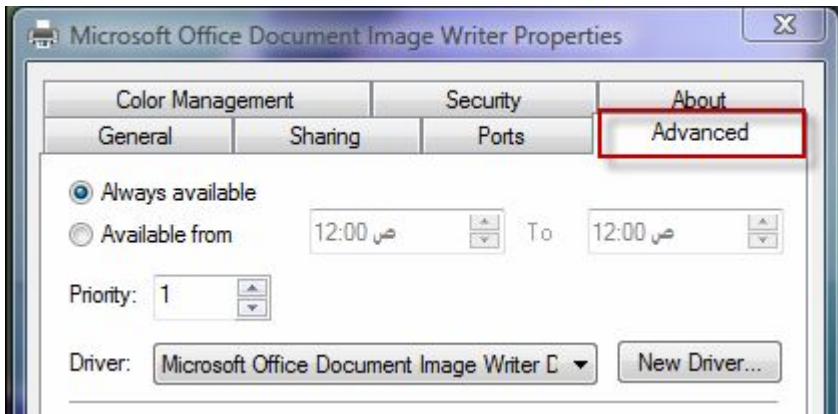 Microsoft Office Document Image Writer Properties
Color Management Security About
General Sharing Ports Advanced
Always available
Available from 12:00 ص To 12:00 ص
Priority: 1
Driver: Microsoft Office Document Image Writer D New Driver...